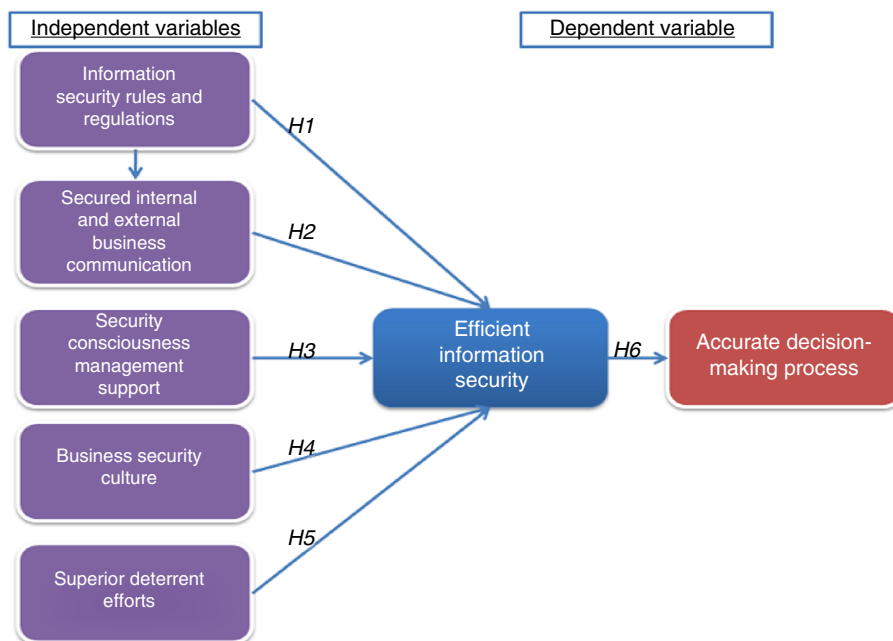 Independent variables
Dependent variable
Information
security rules and
regulations
H1
Secured internal
and external
business
communication
H2
Security
consciousness
management
support
H3
Efficient
information
security
H6
Accurate decision-
making process
Business security
culture
H4
Superior deterrent
efforts
H5